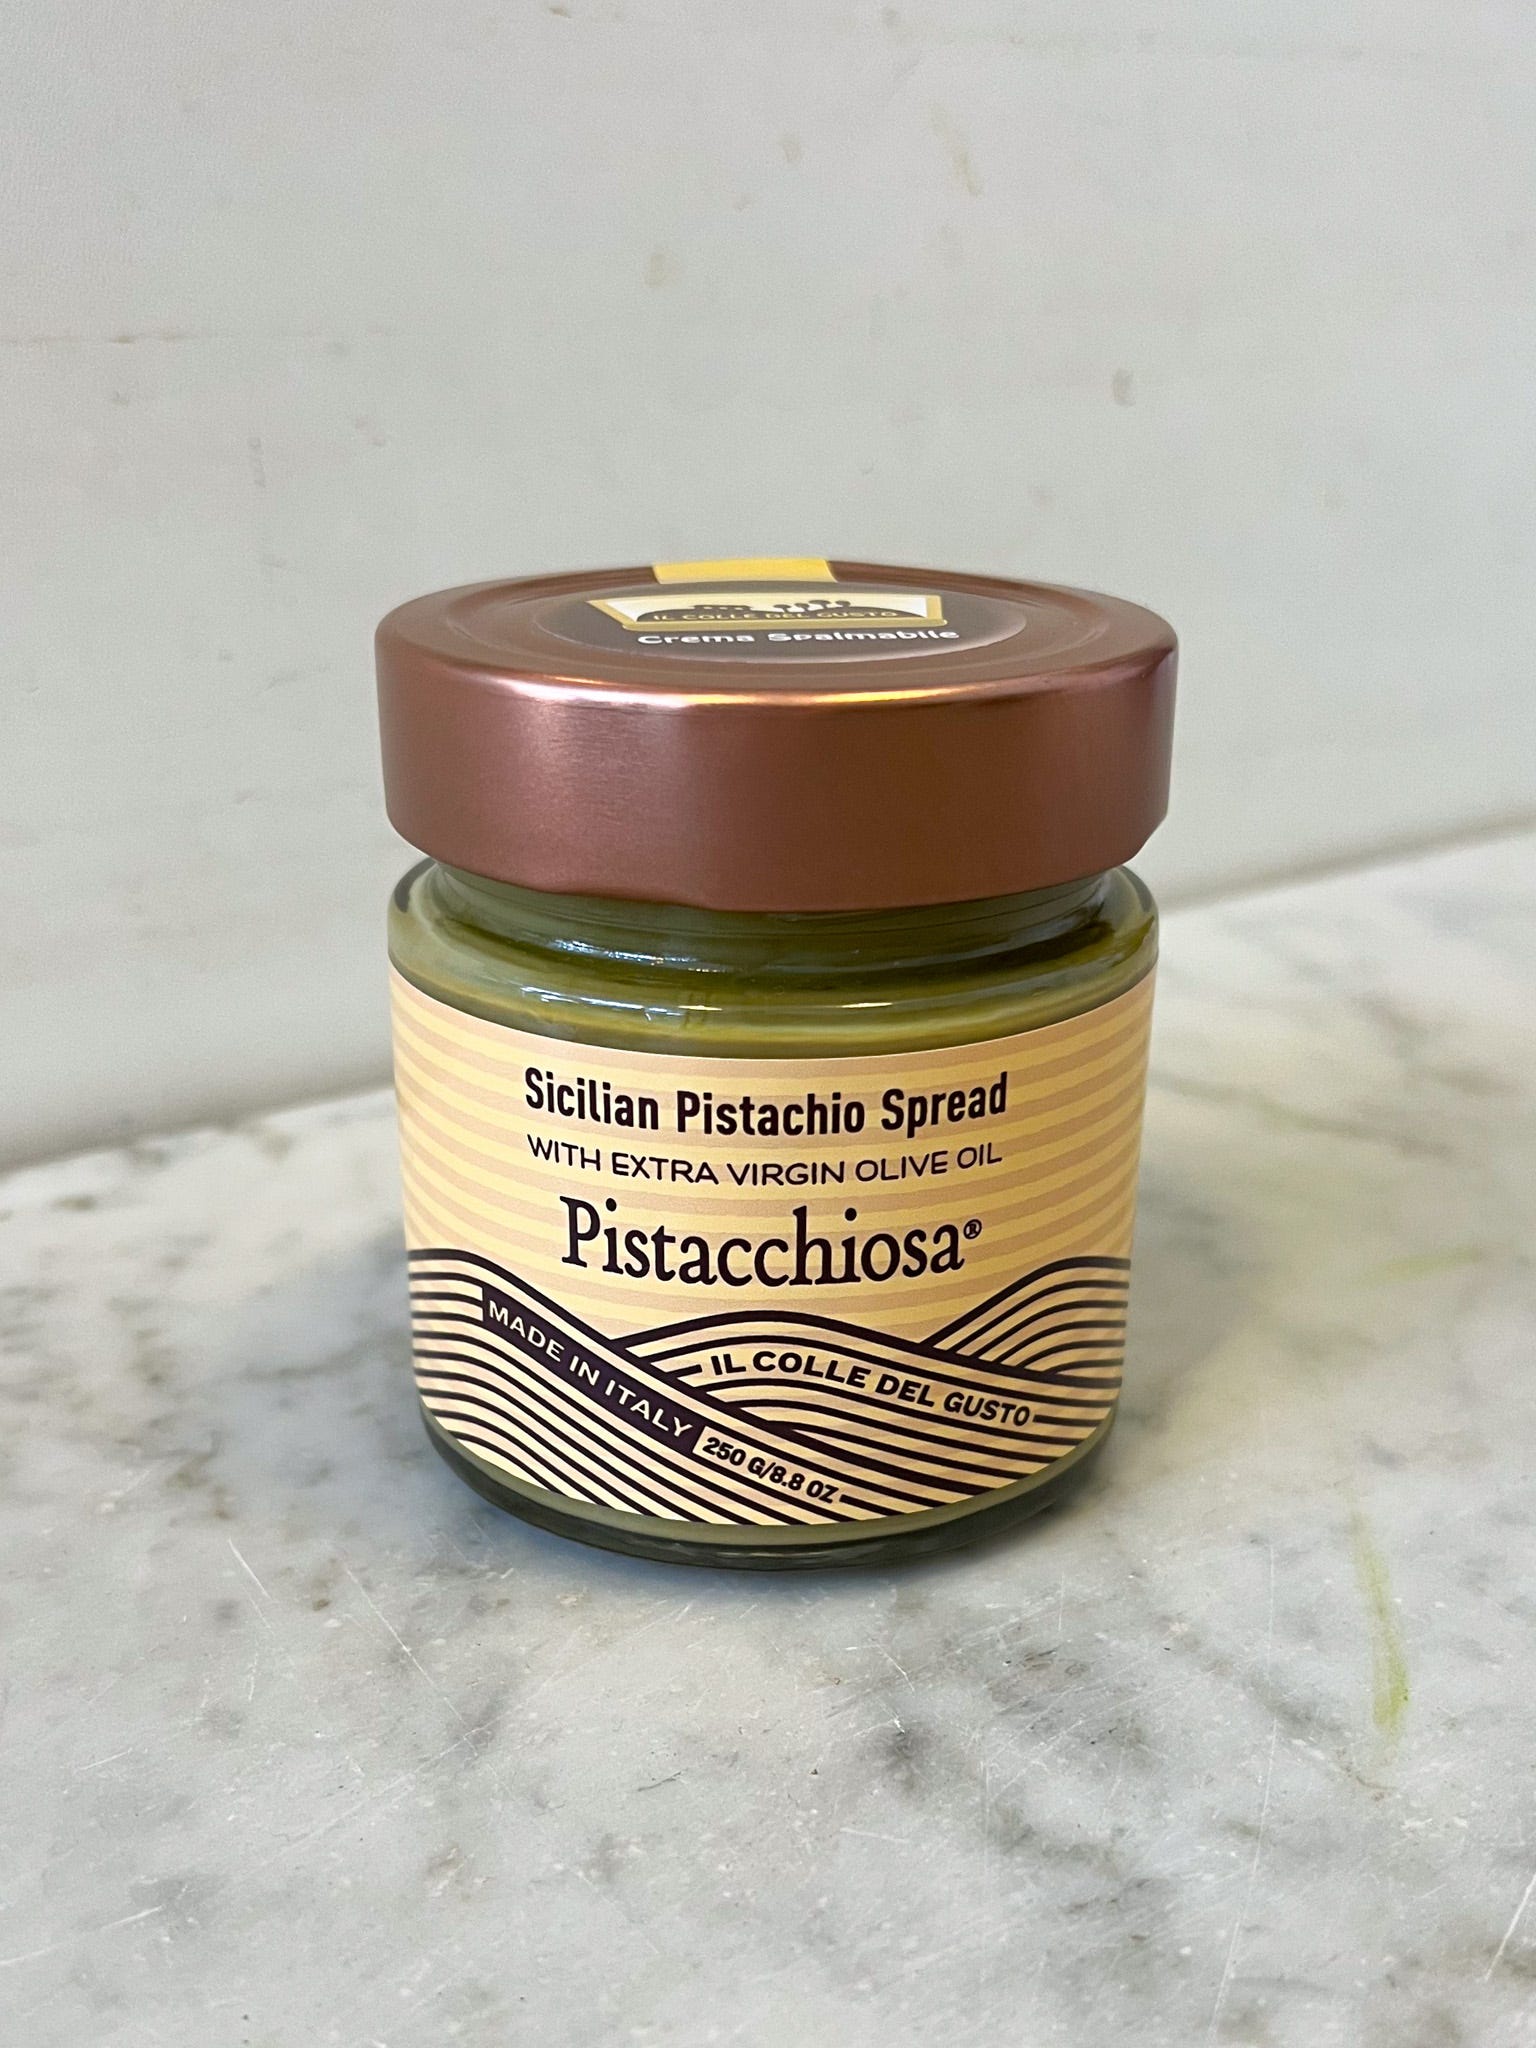 IL COLLE DEL GUSTO
Crema Spalmabile
Sicilian Pistachio Spread
WITH EXTRA VIRGIN OLIVE OIL
Pistacchiosa®
MADE IN ITALY
IL COLLE DEL GUSTO
250 G/8.8 OZ